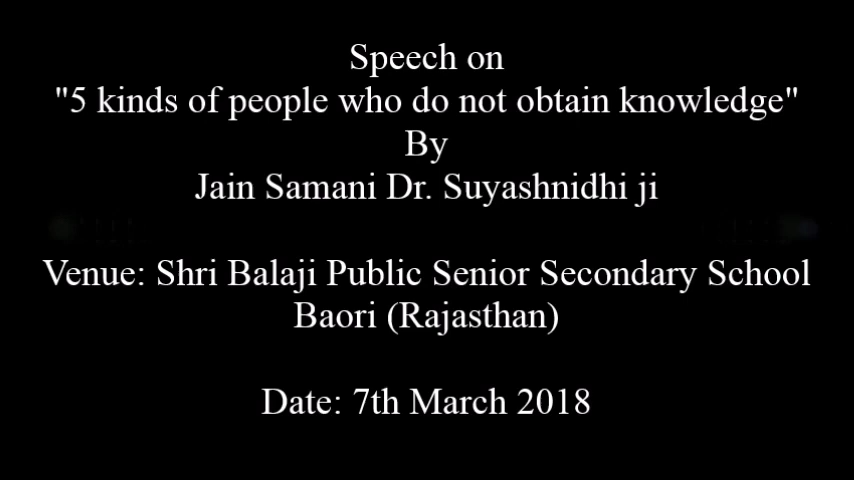 Speech on
"5 kinds of people who do not obtain knowledge"
By
Jain Samani Dr. Suyashnidhi ji
Venue: Shri Balaji Public Senior Secondary School
Baori (Rajasthan)
Date: 7th March 2018